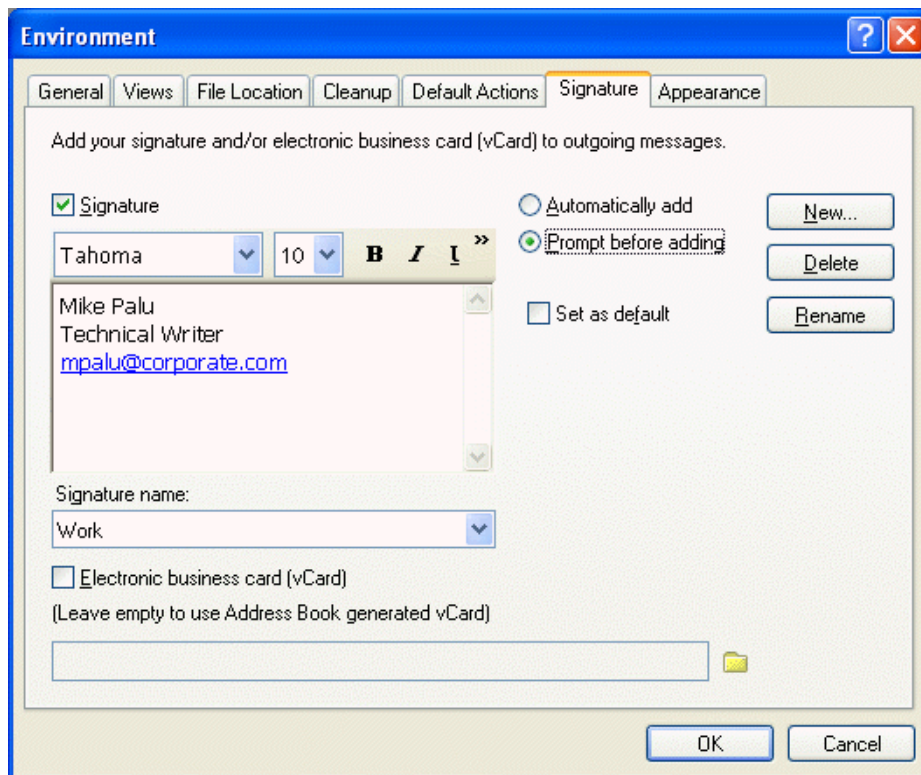 Environment
General Views File Location Cleanup Default Actions Signature Appearance
Add your signature and/or electronic business card (vCard) to outgoing messages.
Signature
Automatically add
New...
Tahoma 10 B I U »
Prompt before adding
Delete
Mike Palu
Technical Writer
mpalu@corporate.com
Set as default
Rename
Signature name:
Work
Electronic business card (vCard)
(Leave empty to use Address Book generated vCard)
OK Cancel